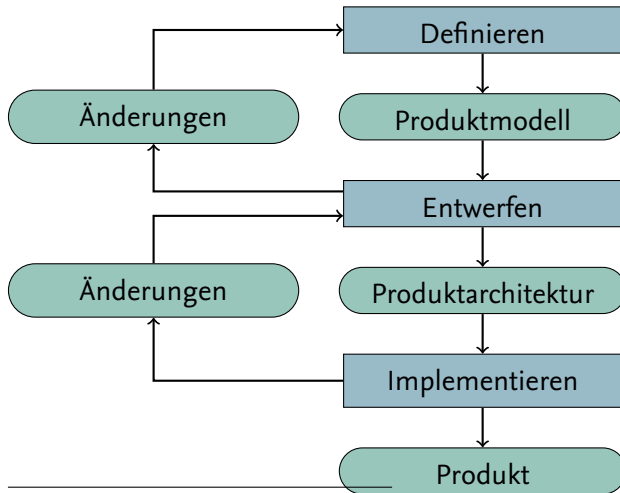 Definieren
Änderungen
Produktmodell
Entwerfen
Änderungen
Produktarchitektur
Implementieren
Produkt